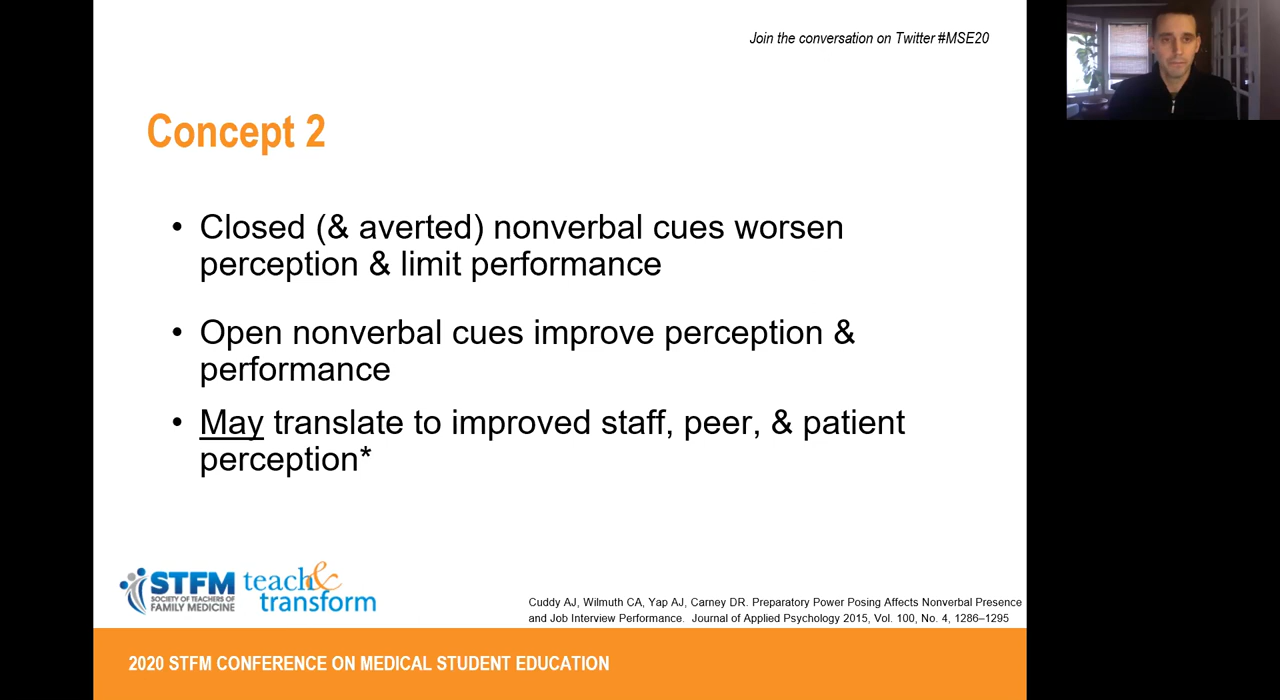 Join the conversation on Twitter #MSE20
Concept 2
• Closed (& averted) nonverbal cues worsen
perception & limit performance
• Open nonverbal cues improve perception &
performance
• May translate to improved staff, peer, & patient
perception*
STFM
SOCIETY OF TEACHERS OF
FAMILY MEDICINE
teach &
transform
Cuddy AJ, Wilmuth CA, Yap AJ, Carney DR. Preparatory Power Posing Affects Nonverbal Presence
and Job Interview Performance. Journal of Applied Psychology 2015, Vol. 100, No. 4, 1286–1295
2020 STFM CONFERENCE ON MEDICAL STUDENT EDUCATION